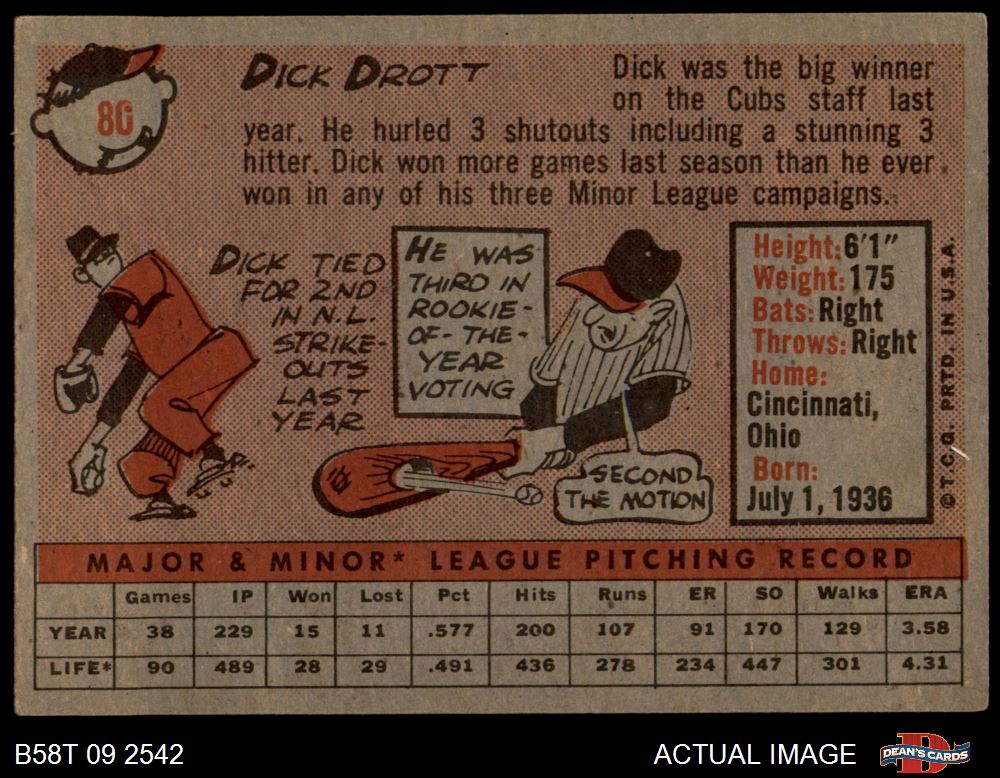 80
DICK DROTT
Dick was the big winner
on the Cubs staff last
year. He hurled 3 shutouts including a stunning 3
hitter. Dick won more games last season than he ever
won in any of his three Minor League campaigns.
DICK TIED
FOR 2ND
IN N.L.
STRIKE-
OUTS
LAST
YEAR
HE WAS
THIRD IN
ROOKIE-
OF-THE-
YEAR
VOTING
SECOND
THE MOTION
Height: 6'1"
Weight: 175
Bats: Right
Throws: Right
Home:
Cincinnati,
Ohio
Born:
July 1, 1936
©T.C.G. PRTD. IN U.S.A.
MAJOR & MINOR* LEAGUE PITCHING RECORD
Games IP Won Lost Pct Hits Runs ER SO Walks ERA
YEAR 38 229 15 11 .577 200 107 91 170 129 3.58
LIFE* 90 489 28 29 .491 436 278 234 447 301 4.31
B58T 09 2542
ACTUAL IMAGE
DEAN'S CARDS